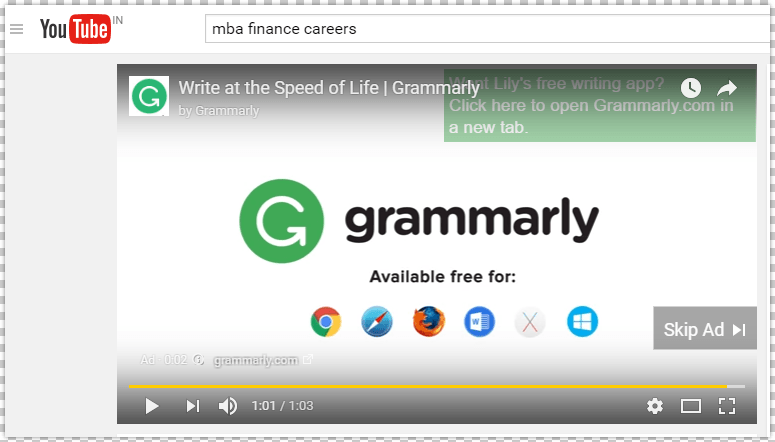 YouTube IN
mba finance careers
Write at the Speed of Life | Grammarly
by Grammarly
Want Lily's free writing app?
Click here to open Grammarly.com in
a new tab.
grammarly
Available free for:
Skip Ad
Ad · 0:02 grammarly.com
1:01 / 1:03